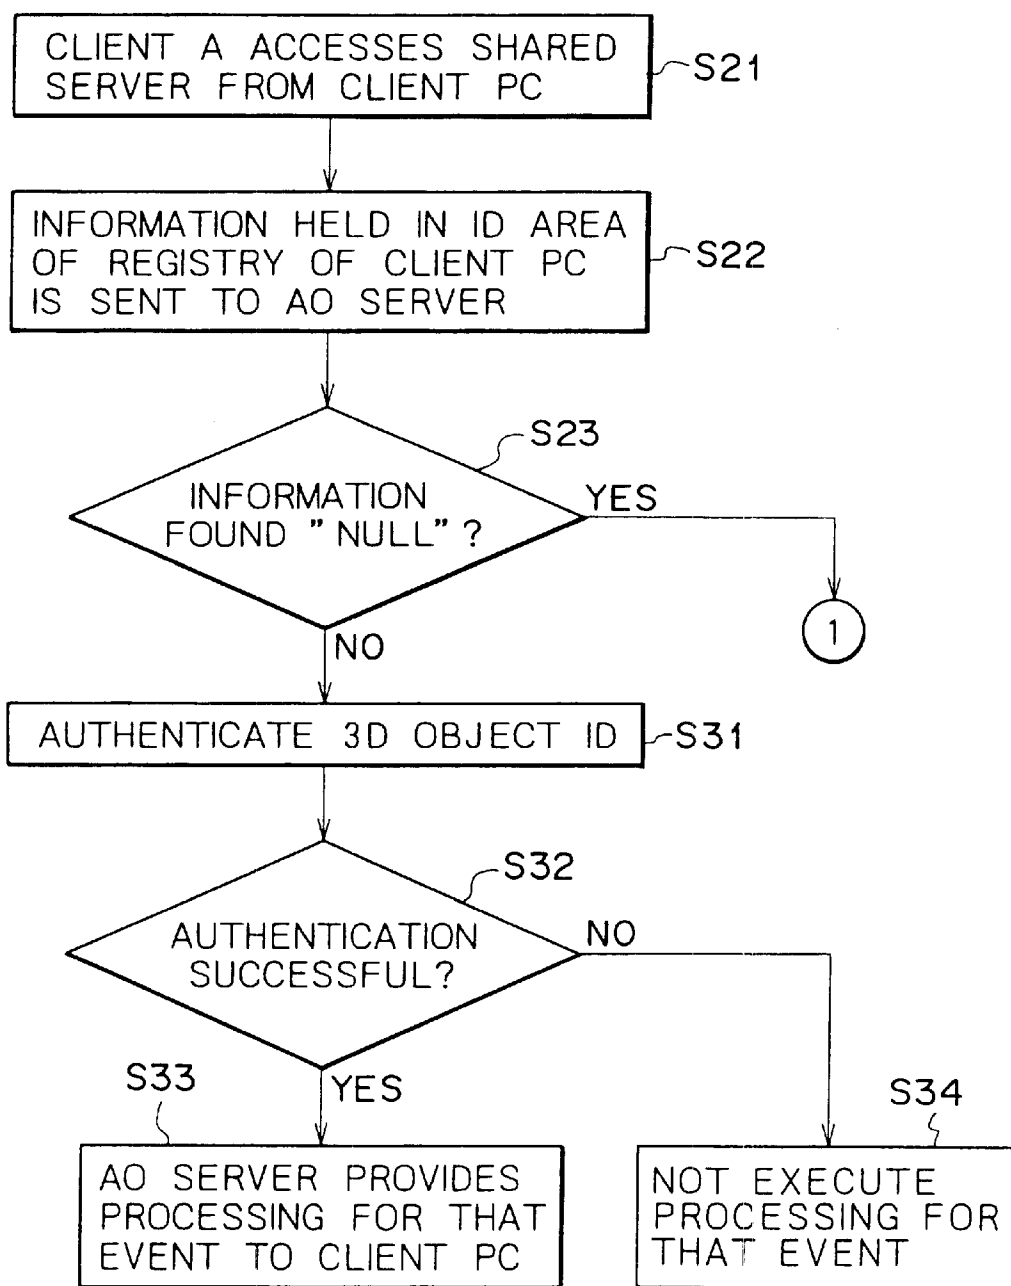 CLIENT A ACCESSES SHARED
SERVER FROM CLIENT PC
S21
INFORMATION HELD IN ID AREA
OF REGISTRY OF CLIENT PC
IS SENT TO AO SERVER
S22
S23
INFORMATION
FOUND "NULL"?
YES
1
NO
AUTHENTICATE 3D OBJECT ID
S31
S32
AUTHENTICATION
SUCCESSFUL?
NO
YES
S33
AO SERVER PROVIDES
PROCESSING FOR THAT
EVENT TO CLIENT PC
S34
NOT EXECUTE
PROCESSING FOR
THAT EVENT